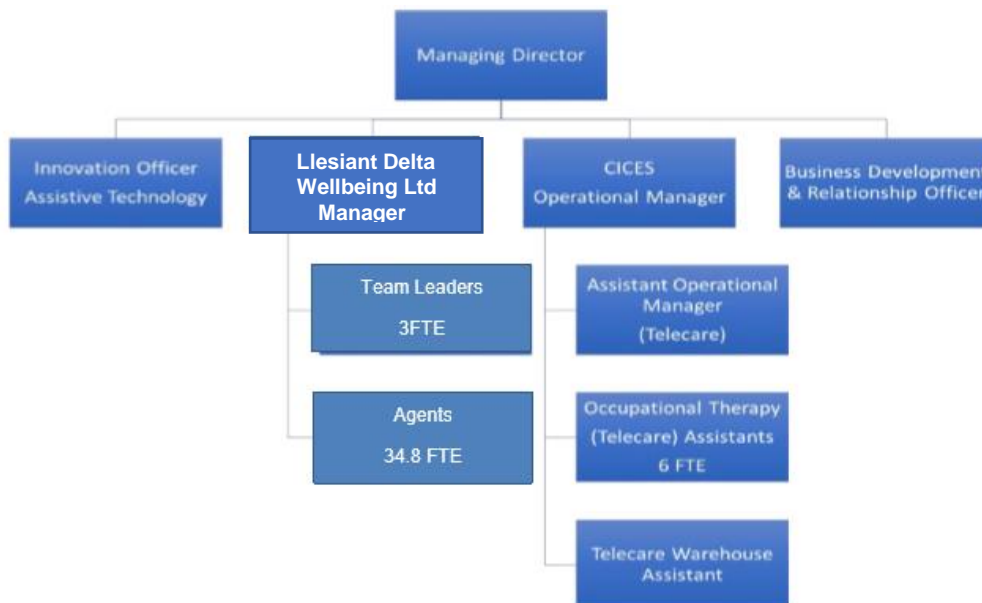 Managing Director
Innovation Officer
Assistive Technology
Llesiant Delta
Wellbeing Ltd
Manager
CICES
Operational Manager
Business Development
& Relationship Officer
Team Leaders
3FTE
Agents
34.8 FTE
Assistant Operational
Manager
(Telecare)
Occupational Therapy
(Telecare) Assistants
6 FTE
Telecare Warehouse
Assistant